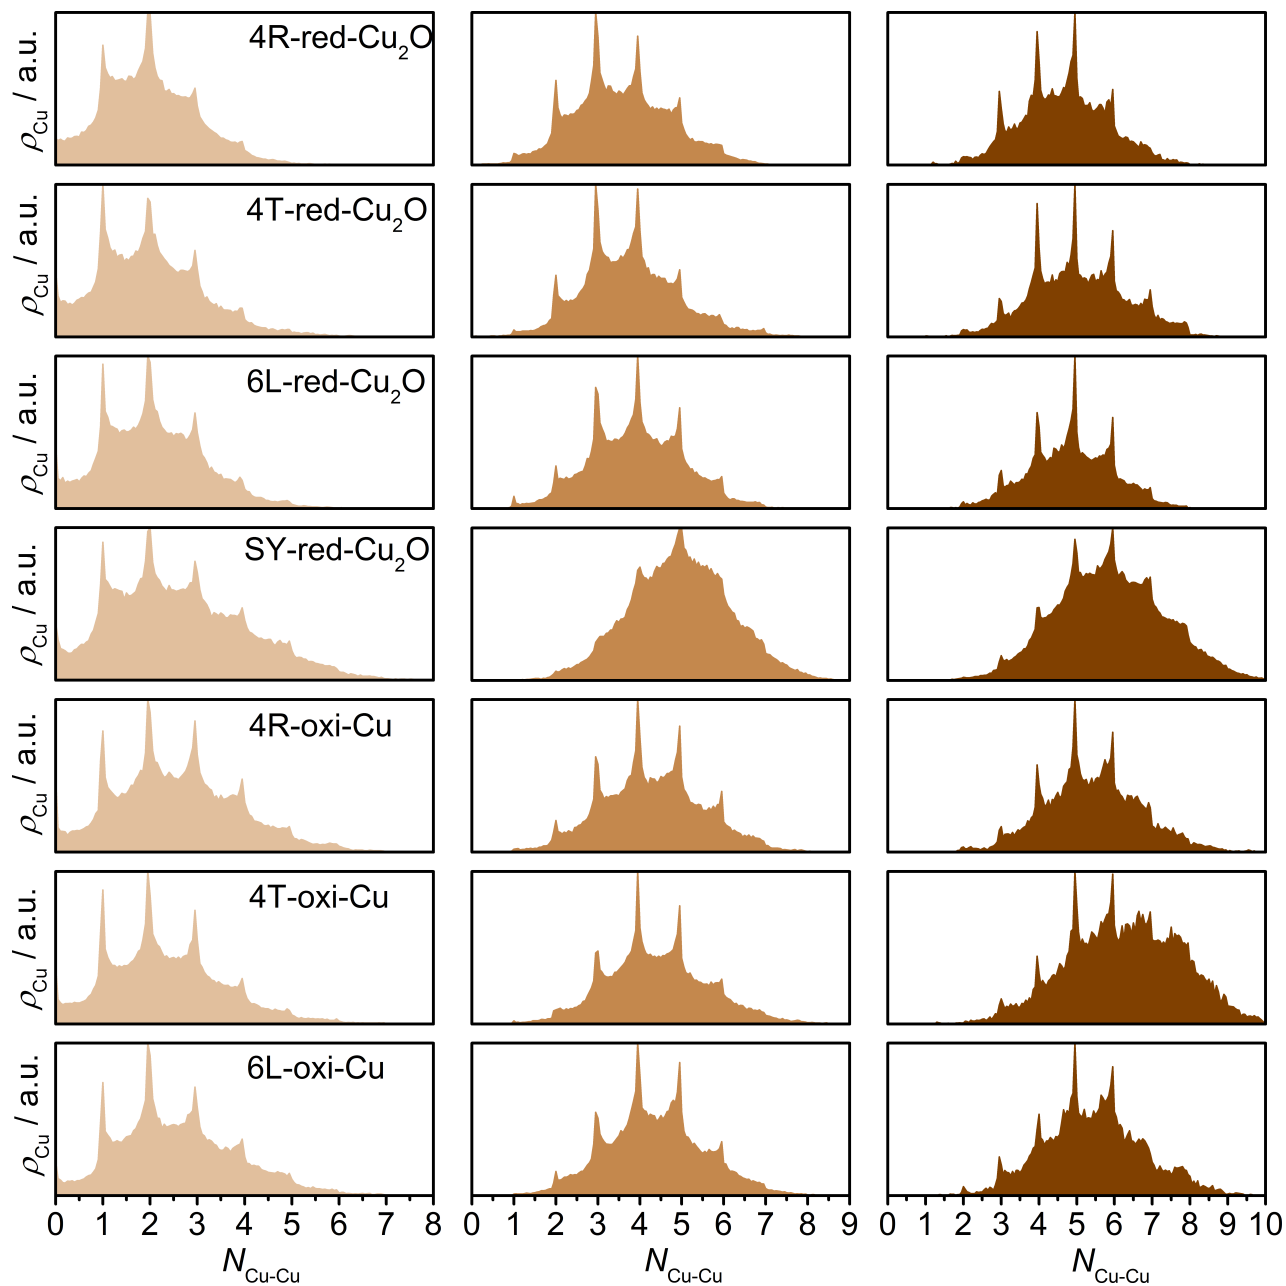 ρCu / a.u.
4R-red-Cu₂O
ρCu / a.u.
4T-red-Cu₂O
ρCu / a.u.
6L-red-Cu₂O
ρCu / a.u.
SY-red-Cu₂O
ρCu / a.u.
4R-oxi-Cu
ρCu / a.u.
4T-oxi-Cu
ρCu / a.u.
6L-oxi-Cu
0 1 2 3 4 5 6 7 8
0 1 2 3 4 5 6 7 8 9
0 1 2 3 4 5 6 7 8 9 10
NCu-Cu
NCu-Cu
NCu-Cu